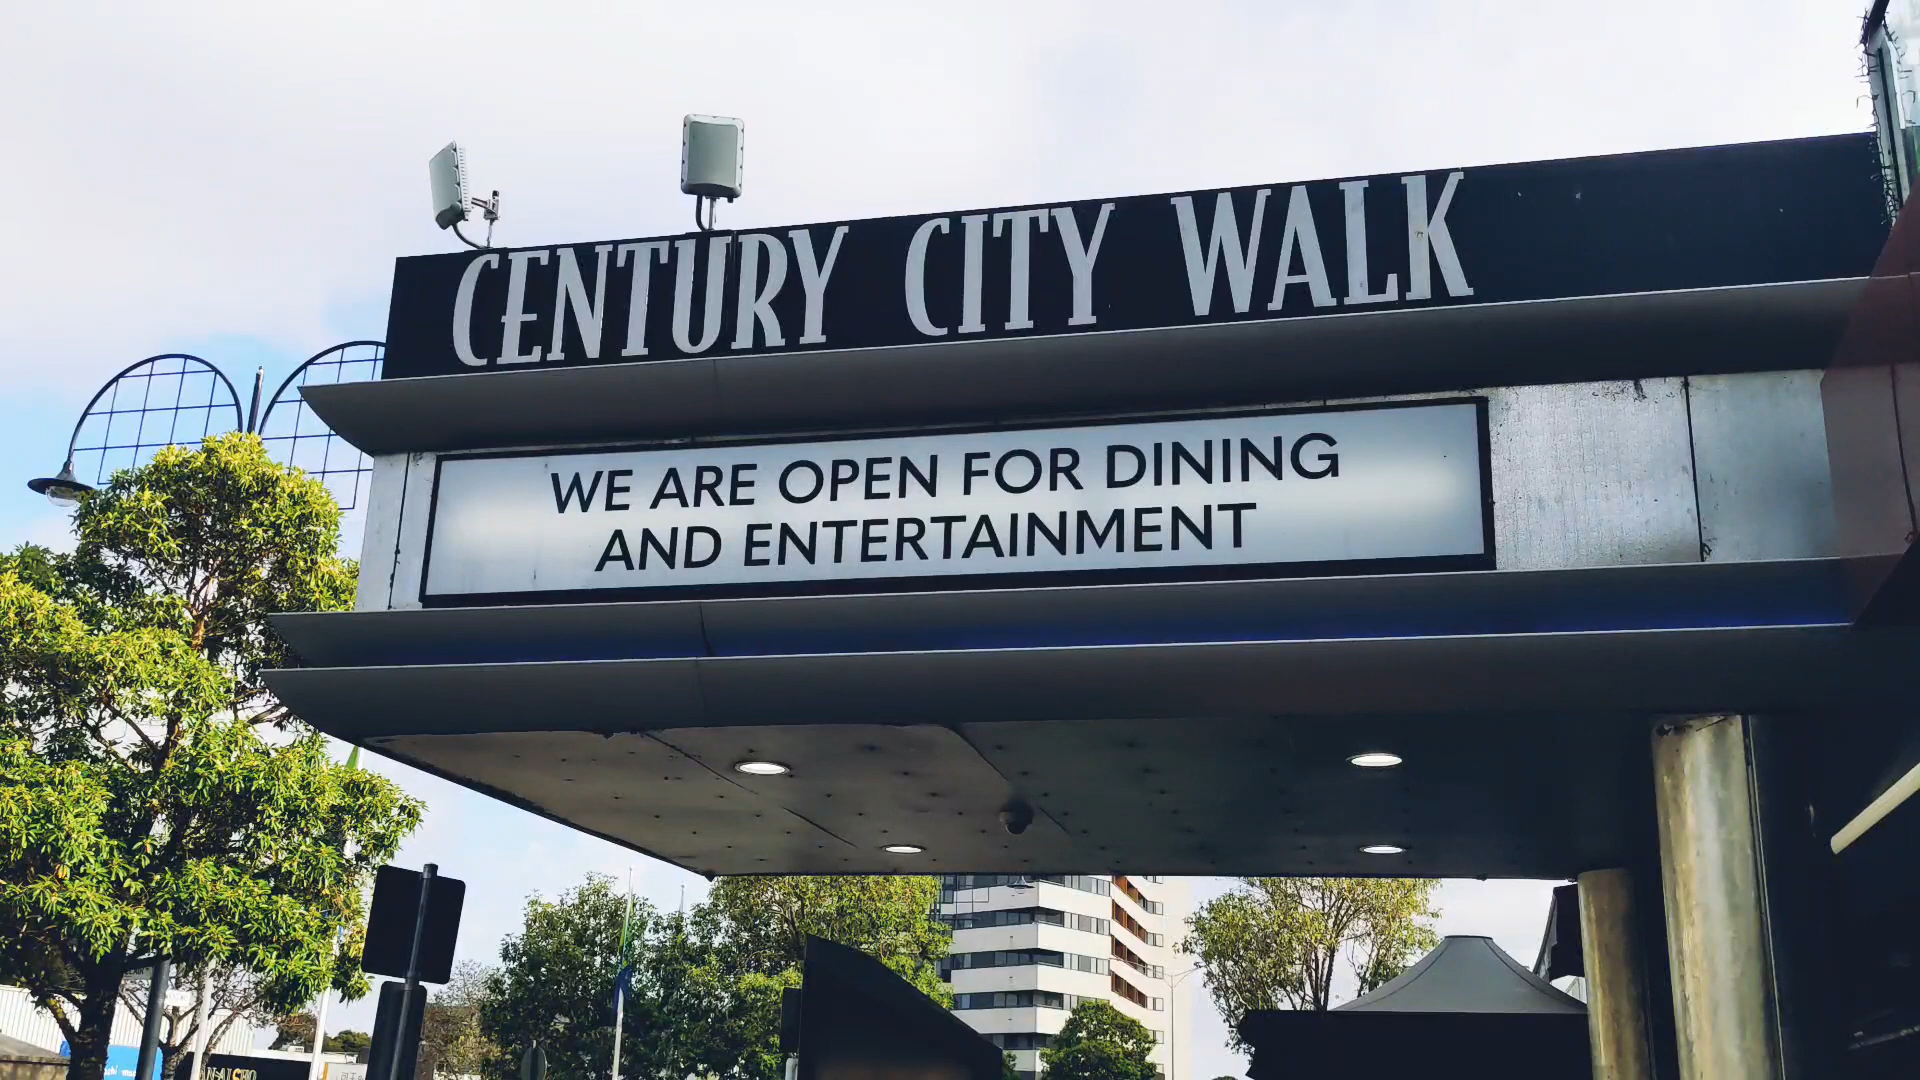 CENTURY CITY WALK
WE ARE OPEN FOR DINING
AND ENTERTAINMENT